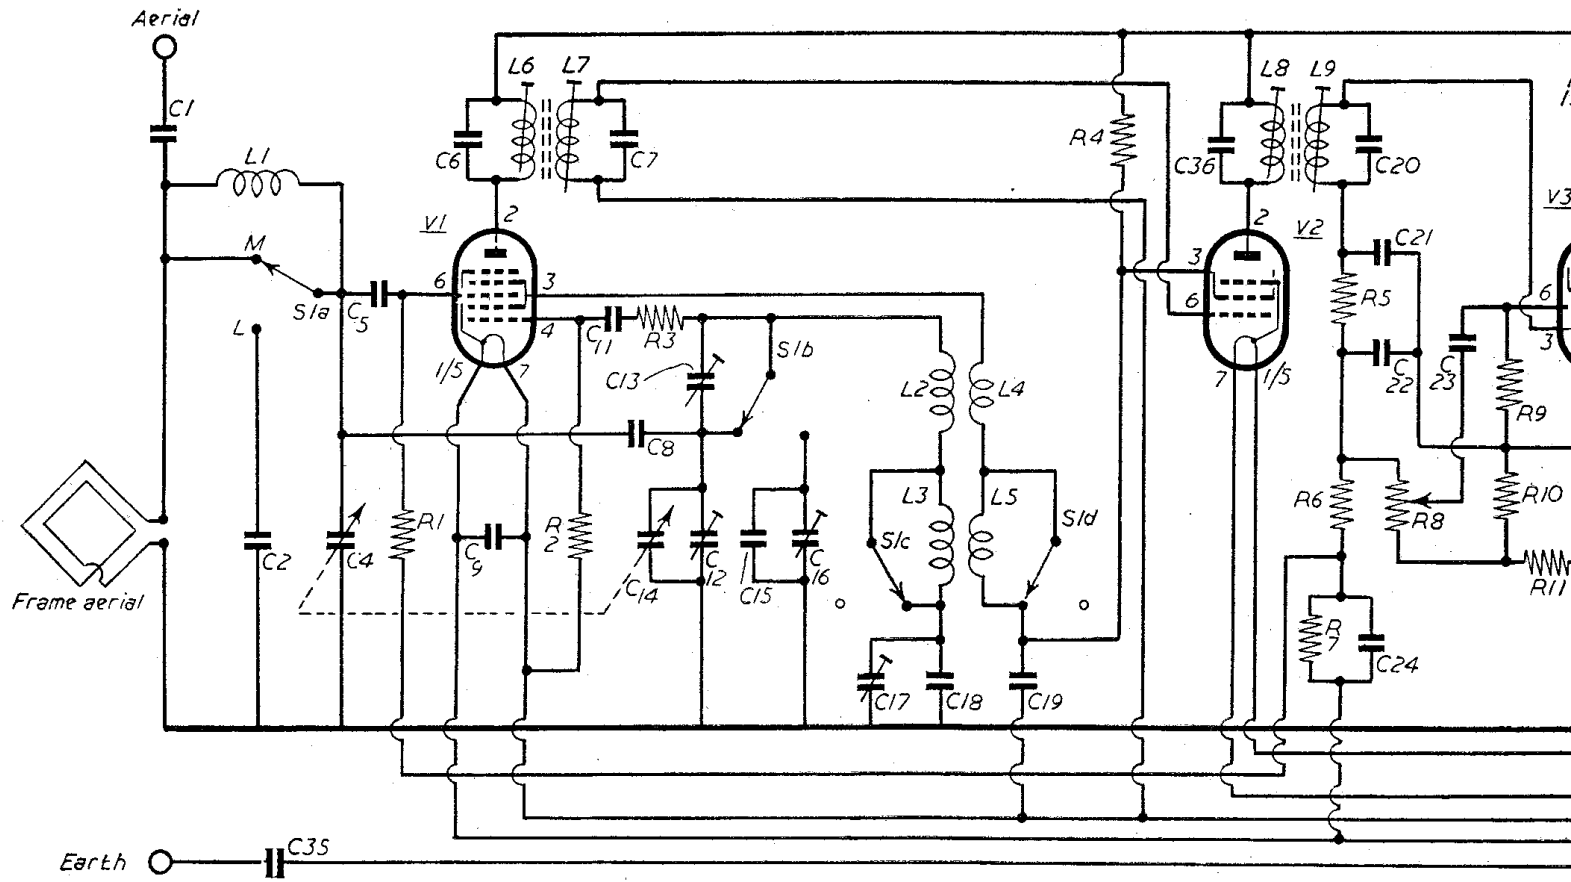 Aerial
C1
L1
M
S1a
L
C5
L6
L7
C6
C7
V1
2
6
3
4
1/5
7
C11
R3
S1b
C13
C8
R4
L8
L9
C36
C20
V2
2
3
6
7
1/5
C21
R5
C22
C23
V3
6
3
R9
L2
L4
L3
L5
S1c
S1d
R6
R8
R10
R11
R1
C9
R2
C2
C4
C14
C12
C15
C16
Frame aerial
C17
C18
C19
R7
C24
Earth
C35